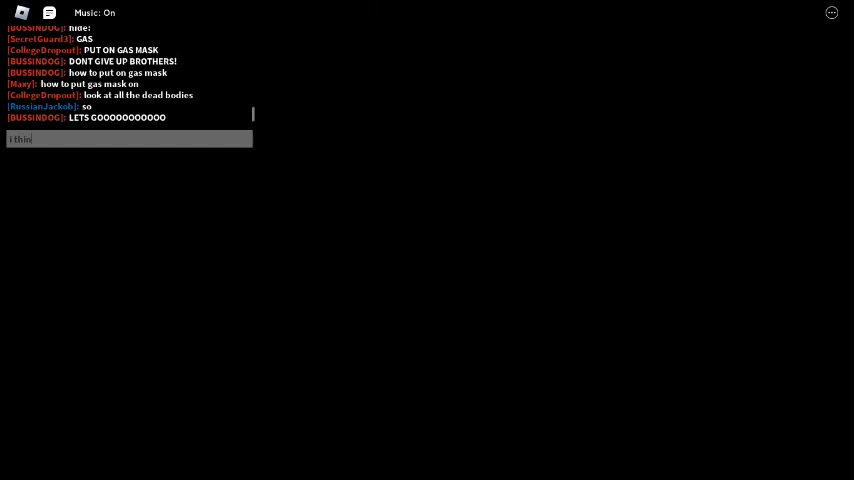 Music: On
[BUSSINDOG]: hide:
[SecretGuard3]: GAS
[CollegeDropout]: PUT ON GAS MASK
[BUSSINDOG]: DONT GIVE UP BROTHERS!
[BUSSINDOG]: how to put on gas mask
[Maxy]: how to put gas mask on
[CollegeDropout]: look at all the dead bodies
[RussianJackob]: so
[BUSSINDOG]: LETS GOOOOOOOOOOO
i thin